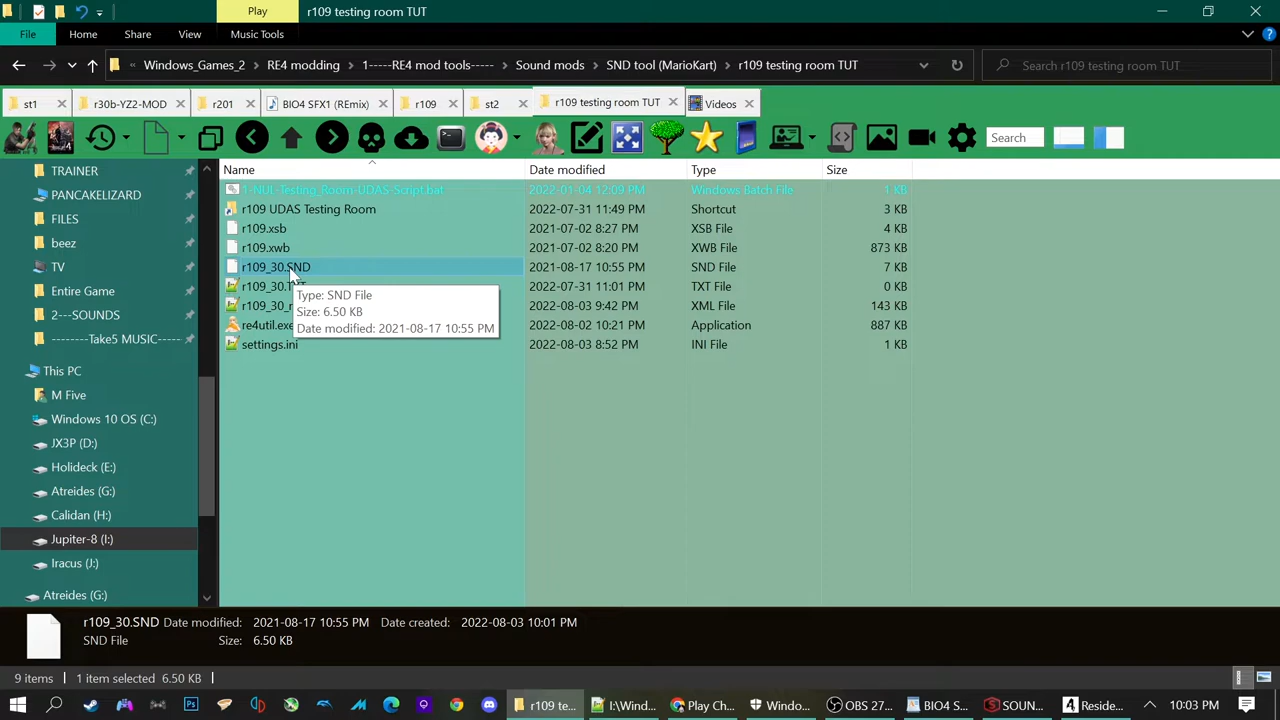 Play
r109 testing room TUT
File
Home
Share
View
Music Tools
Windows_Games_2
RE4 modding
1-----RE4 mod tools-----
Sound mods
SND tool (MarioKart)
r109 testing room TUT
Search r109 testing room TUT
st1
r30b-YZ2-MOD
r201
BIO4 SFX1 (REmix)
r109
st2
r109 testing room TUT
Videos
Search
Name
Date modified
Type
Size
TRAINER
PANCAKELIZARD
FILES
beez
TV
Entire Game
2---SOUNDS
--------Take5 MUSIC-----
This PC
M Five
Windows 10 OS (C:)
JX3P (D:)
Holideck (E:)
Atreides (G:)
Calidan (H:)
Jupiter-8 (I:)
Iracus (J:)
Atreides (G:)
1-NUL-Testing_Room-UDAS-Script.bat 2022-01-04 12:09 PM Windows Batch File 1 KB
r109 UDAS Testing Room 2022-07-31 11:49 PM Shortcut 3 KB
r109.xsb 2021-07-02 8:27 PM XSB File 4 KB
r109.xwb 2021-07-02 8:20 PM XWB File 873 KB
r109_30.SND 2021-08-17 10:55 PM SND File 7 KB
r109_30.TXT 2022-07-31 11:01 PM TXT File 0 KB
r109_30_ 2022-08-03 9:42 PM XML File 143 KB
re4util.exe 2022-08-02 10:21 PM Application 887 KB
settings.ini 2022-08-03 8:52 PM INI File 1 KB
Type: SND File
Size: 6.50 KB
Date modified: 2021-08-17 10:55 PM
r109_30.SND Date modified: 2021-08-17 10:55 PM Date created: 2022-08-03 10:01 PM
SND File Size: 6.50 KB
9 items 1 item selected 6.50 KB
r109 te...
I:\Wind...
Play Ch...
Windo...
OBS 27...
BIO4 S...
SOUN...
Reside...
10:03 PM